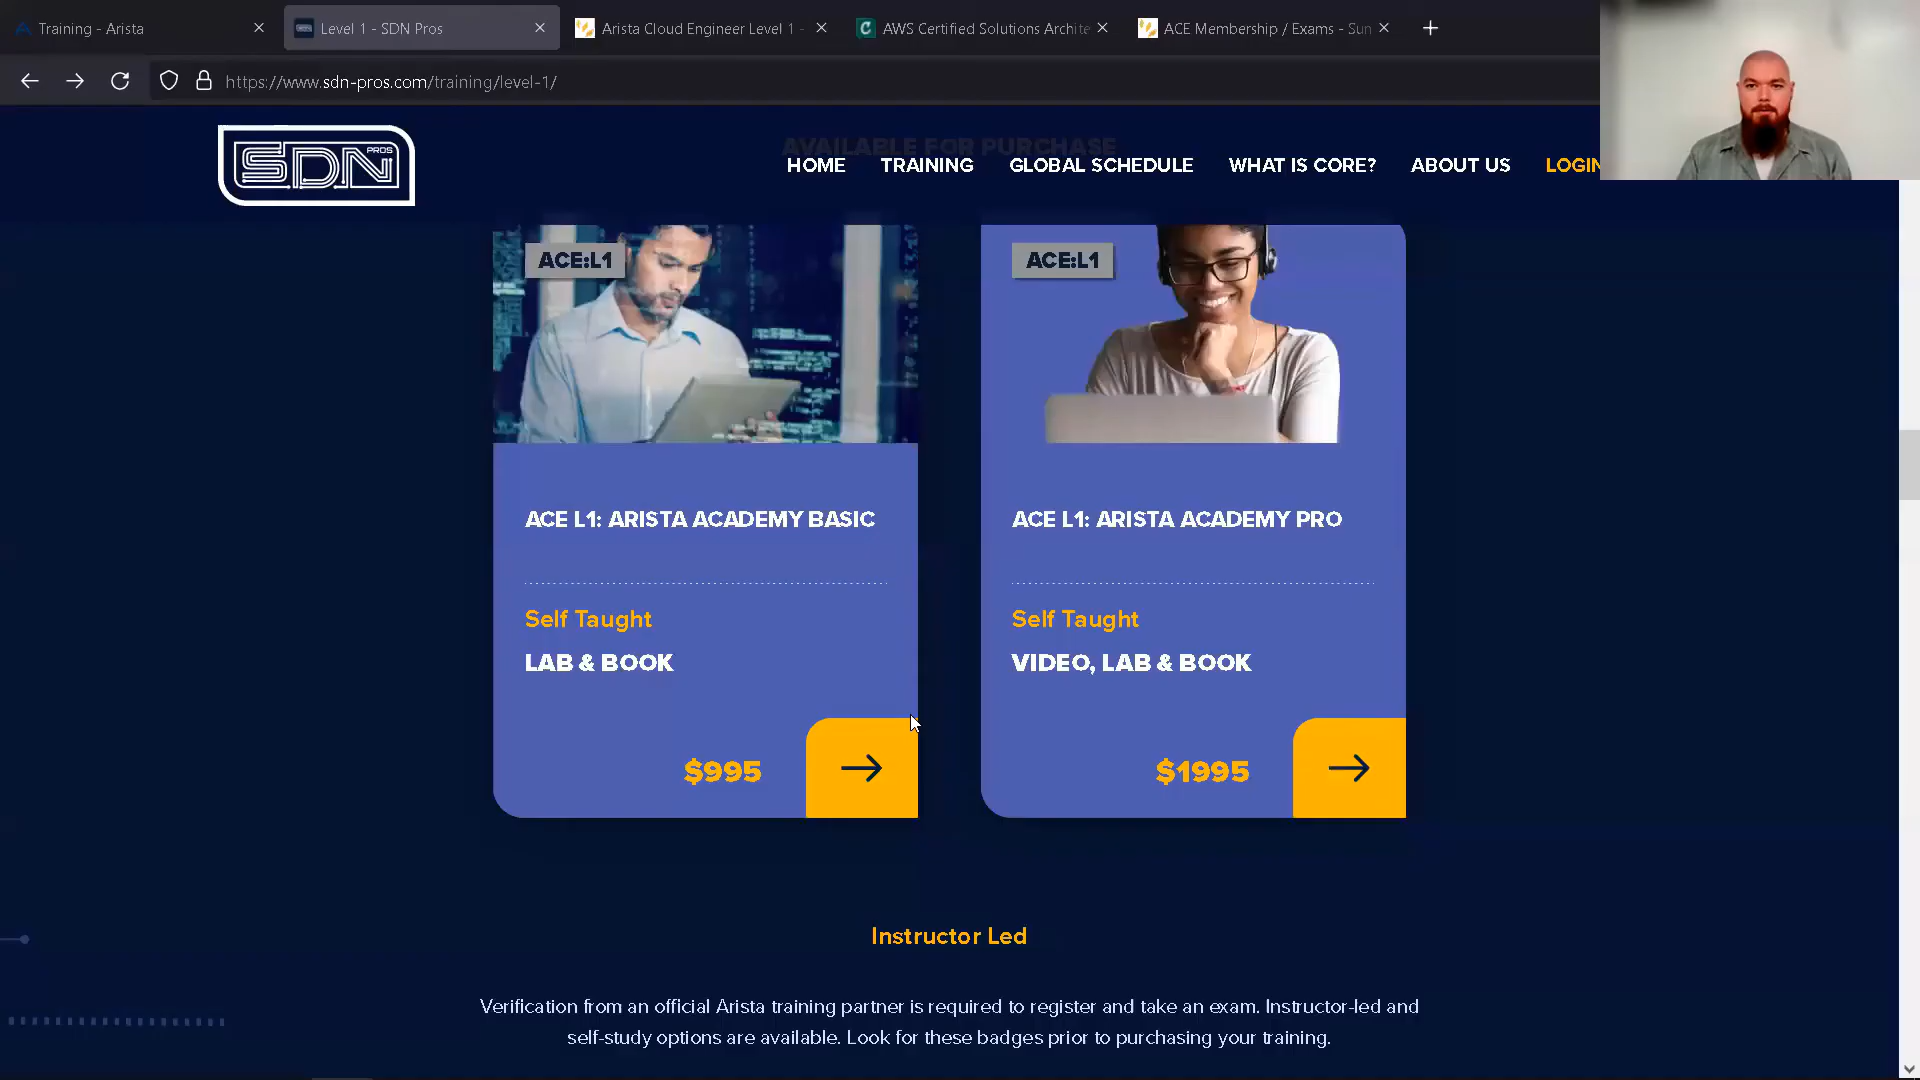 Training - Arista
Level 1 - SDN Pros
Arista Cloud Engineer Level 1 -
AWS Certified Solutions Archite
ACE Membership / Exams - Sun
https://www.sdn-pros.com/training/level-1/
AVAILABLE FOR PURCHASE
SDN PROS
HOME TRAINING GLOBAL SCHEDULE WHAT IS CORE? ABOUT US LOGIN
ACE:L1
ACE:L1
ACE L1: ARISTA ACADEMY BASIC
Self Taught
LAB & BOOK
$995
ACE L1: ARISTA ACADEMY PRO
Self Taught
VIDEO, LAB & BOOK
$1995
Instructor Led
Verification from an official Arista training partner is required to register and take an exam. Instructor-led and
self-study options are available. Look for these badges prior to purchasing your training.